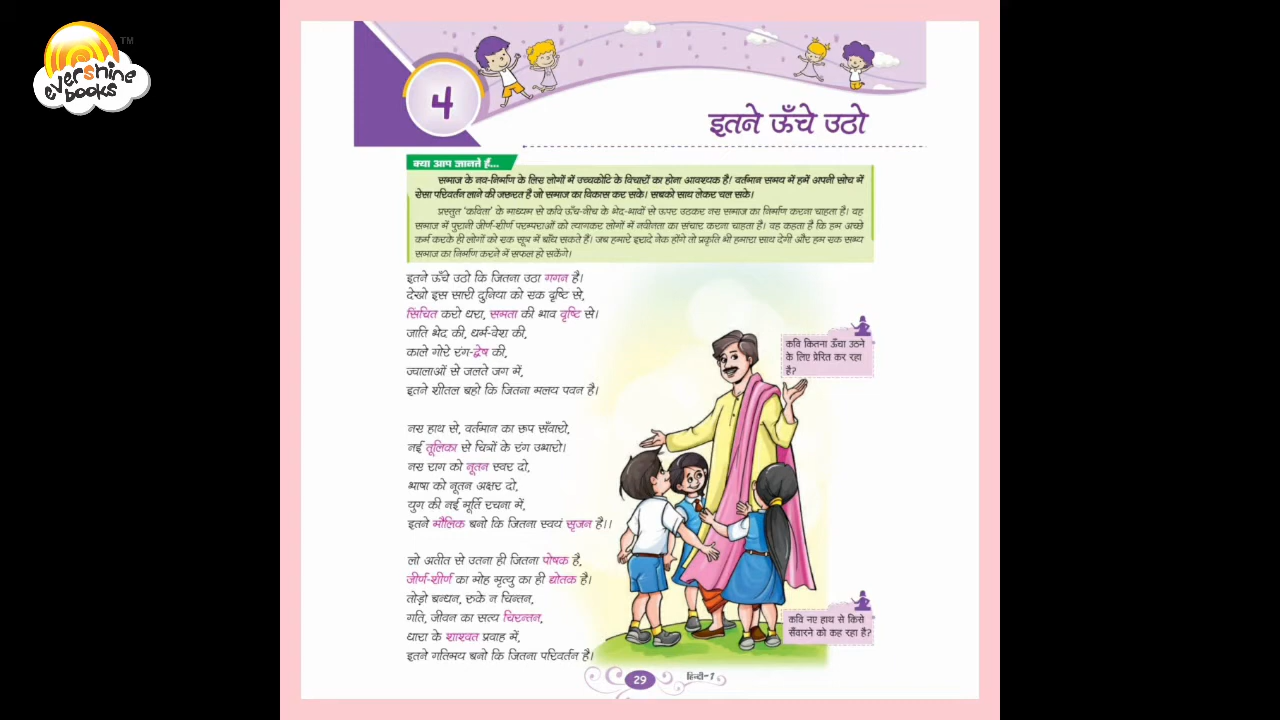 evershine
books
TM
4
इतने ऊँचे उठो
क्या आप जानते हैं...
समाज के नव-निर्माण के लिए लोगों में उच्चकोटि के विचारों का होना आवश्यक है। वर्तमान समय में हमें अपनी सोच में
ऐसा परिवर्तन लाने की जरूरत है जो समाज का विकास कर सके। सबको साथ लेकर चल सके।
प्रस्तुत 'कविता' के माध्यम से कवि ऊँच-नीच के भेद-भावों से ऊपर उठकर नए समाज का निर्माण करना चाहता है। वह
समाज में पुरानी जीर्ण-शीर्ण परम्पराओं को त्यागकर लोगों में नवीनता का संचार करना चाहता है। वह कहता है कि हम अच्छे
कर्म करके ही लोगों को एक सूत्र में बाँध सकते हैं। जब हमारे इरादे नेक होंगे तो प्रकृति भी हमारा साथ देगी और हम एक सभ्य
समाज का निर्माण करने में सफल हो सकेंगे।
इतने ऊँचे उठो कि जितना उठा गगन है।
देखो इस सारी दुनिया को एक दृष्टि से,
सिंचित करो धरा, समता की भाव वृष्टि से।
जाति भेद की, धर्म-वेश की,
काले गोरे रंग-द्वेष की,
ज्वालाओं से जलते जग में,
इतने शीतल बहो कि जितना मलय पवन है।
कवि कितना ऊँचा उठने
के लिए प्रेरित कर रहा
है?
नए हाथ से, वर्तमान का रूप सँवारो,
नई तूलिका से चित्रों के रंग उभारो।
नए राग को नूतन स्वर दो,
भाषा को नूतन अक्षर दो,
युग की नई मूर्ति रचना में,
इतने मौलिक बनो कि जितना स्वयं सृजन है।।
लो अतीत से उतना ही जितना पोषक है,
जीर्ण-शीर्ण का मोह मृत्यु का ही द्योतक है।
तोड़ो बन्धन, रुके न चिन्तन,
गति, जीवन का सत्य चिरन्तन,
धारा के शाश्वत प्रवाह में,
इतने गतिमय बनो कि जितना परिवर्तन है।
कवि नए हाथ से किसे
सँवारने को कह रहा है?
29
हिन्दी-1